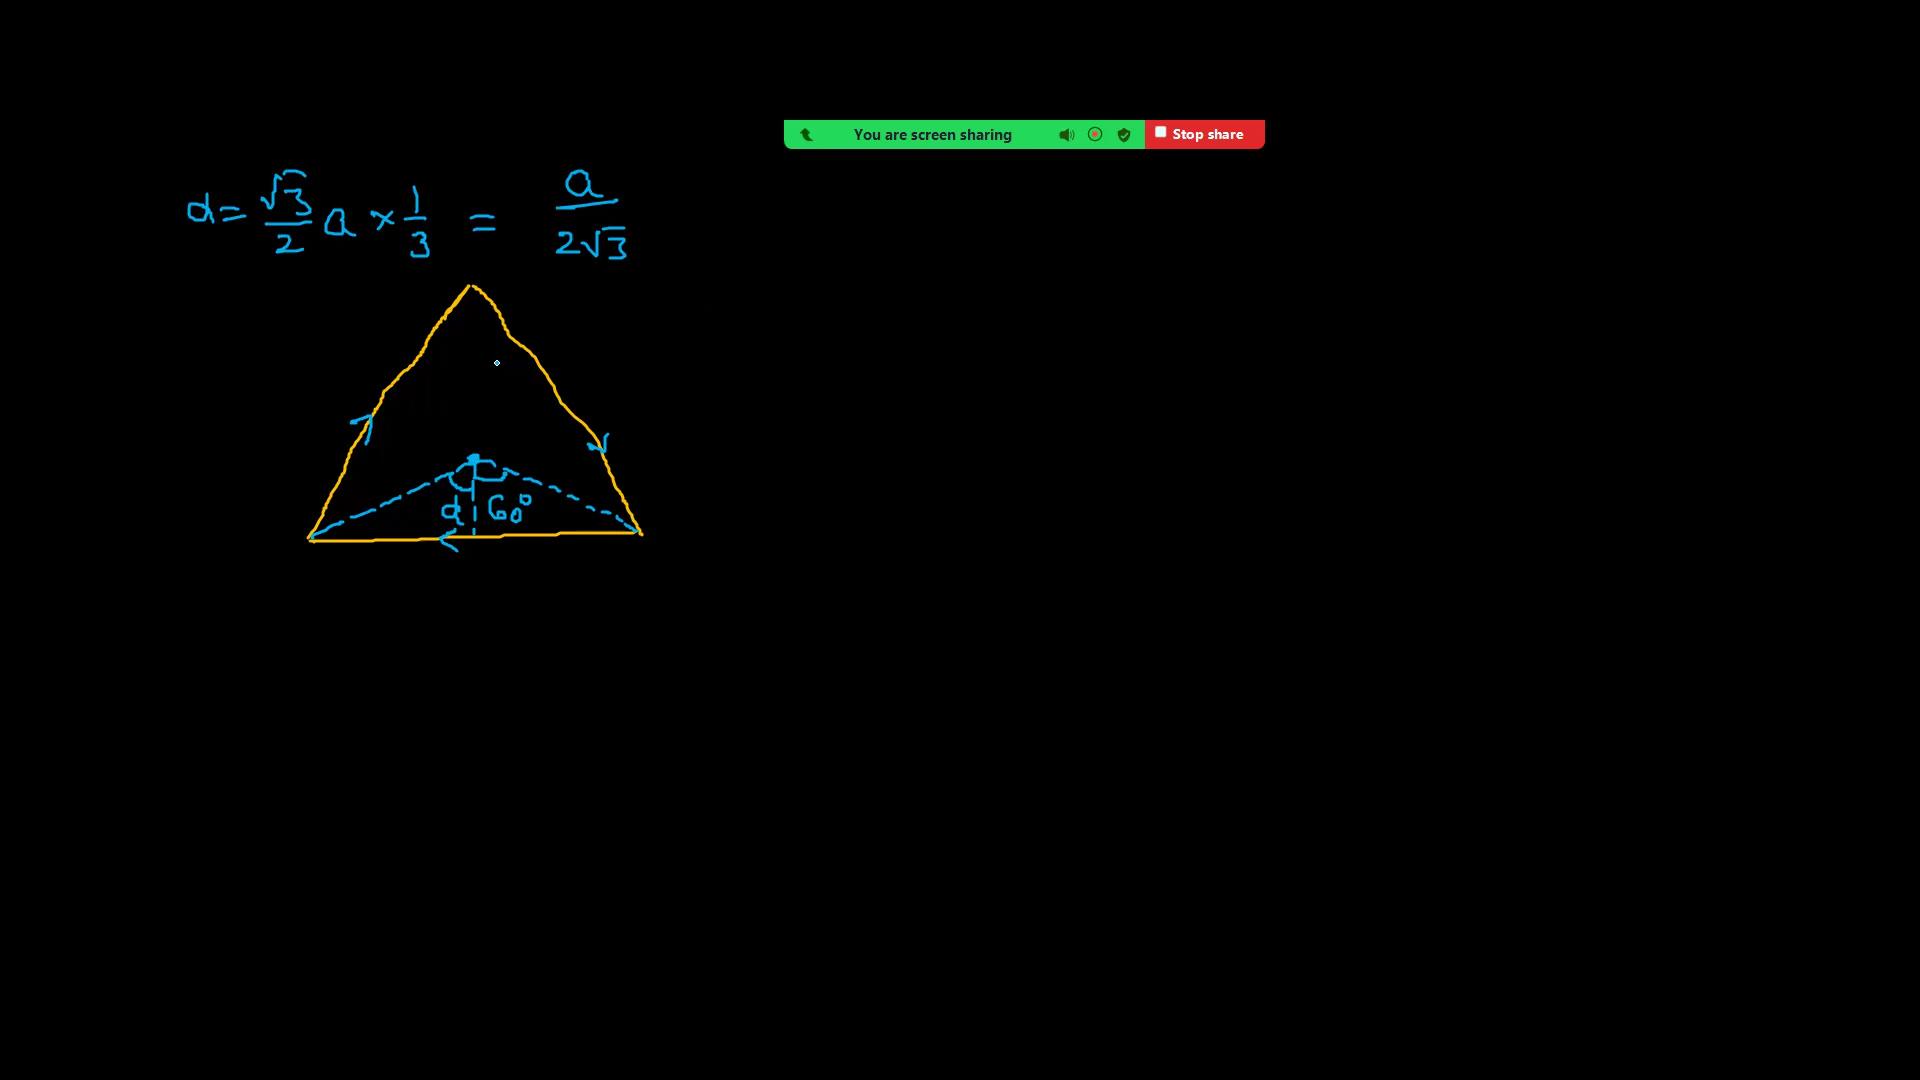 You are screen sharing Stop share
d = √3/2 a × 1/3 = a/2√3
d 60°